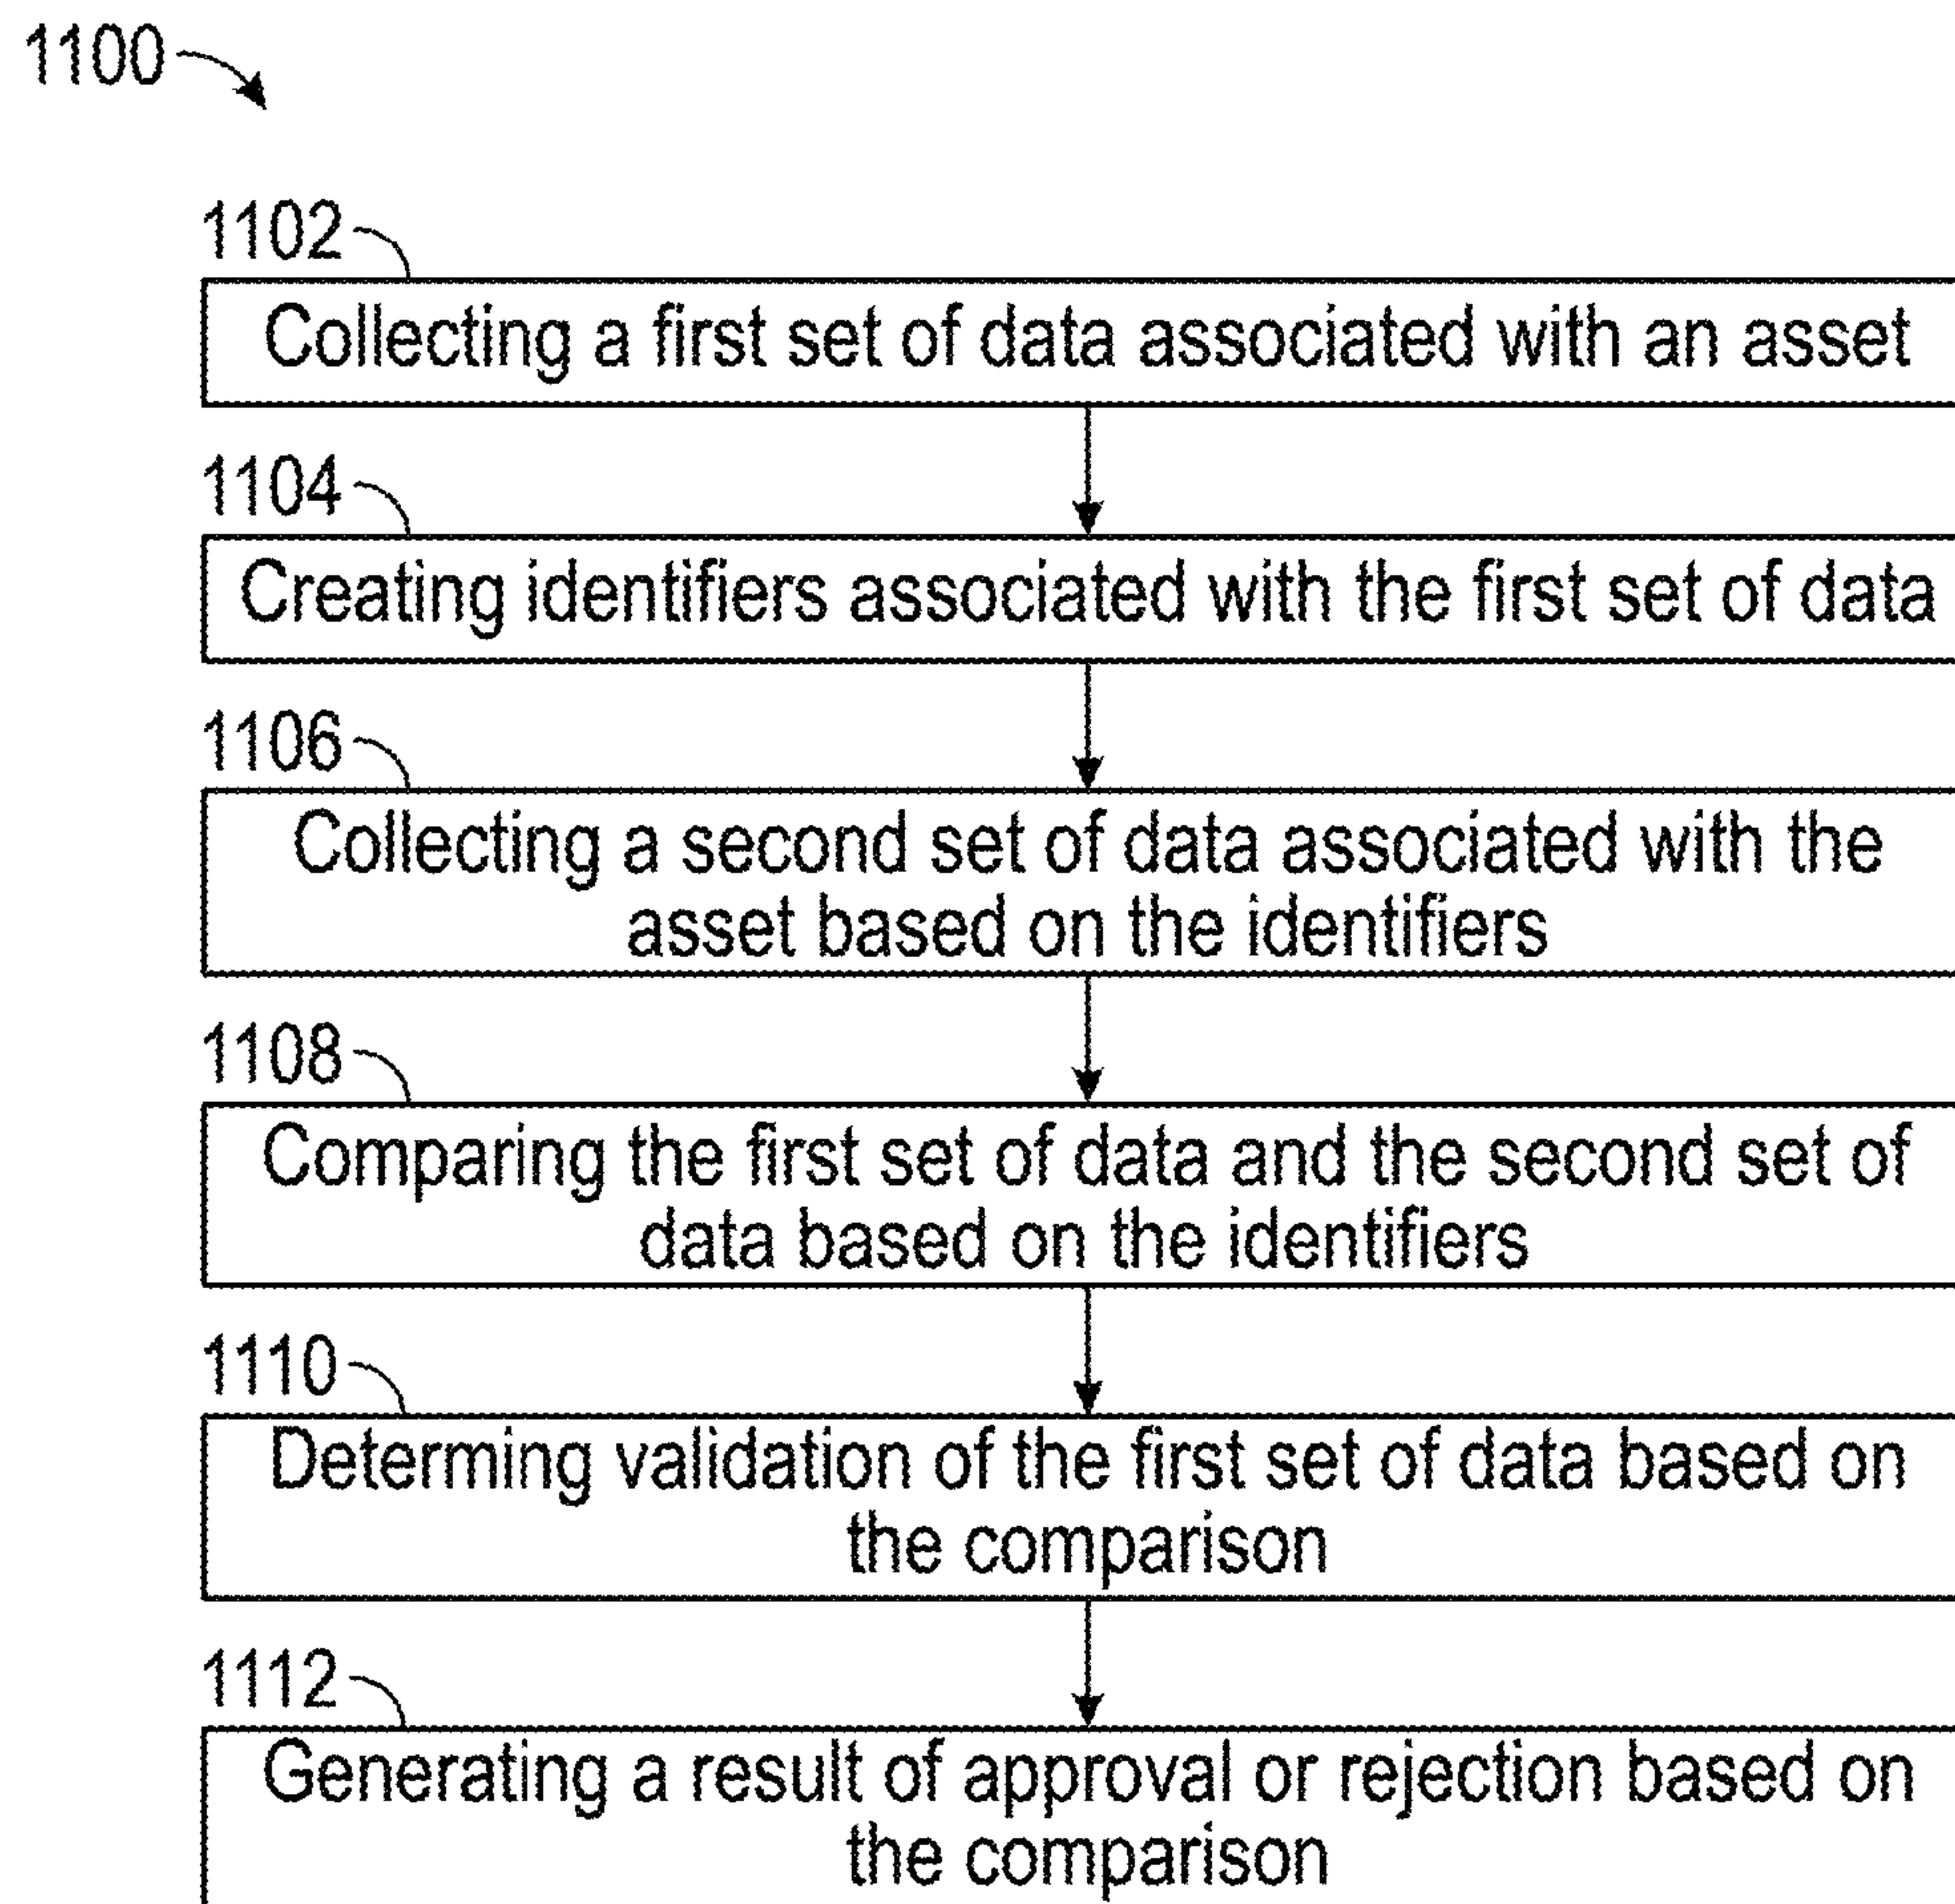 1100
1102
Collecting a first set of data associated with an asset
1104
Creating identifiers associated with the first set of data
1106
Collecting a second set of data associated with the
asset based on the identifiers
1108
Comparing the first set of data and the second set of
data based on the identifiers
1110
Determing validation of the first set of data based on
the comparison
1112
Generating a result of approval or rejection based on
the comparison